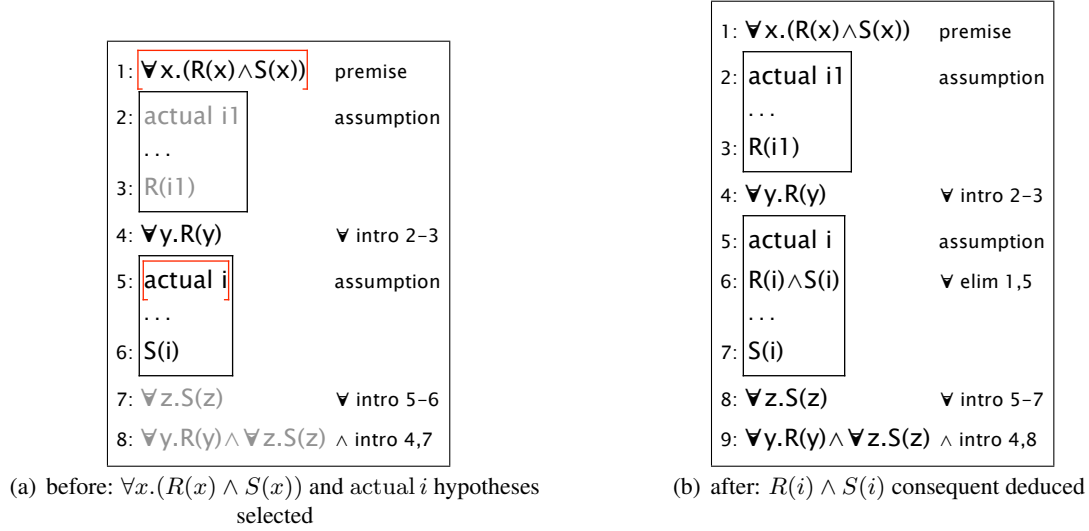 1: ∀x.(R(x)∧S(x)) premise
2: actual i1 assumption
...
3: R(i1)
4: ∀y.R(y) ∀ intro 2-3
5: actual i assumption
...
6: S(i)
7: ∀z.S(z) ∀ intro 5-6
8: ∀y.R(y)∧∀z.S(z) ∧ intro 4,7
(a) before: ∀x.(R(x) ∧ S(x)) and actual i hypotheses
selected
1: ∀x.(R(x)∧S(x)) premise
2: actual i1 assumption
...
3: R(i1)
4: ∀y.R(y) ∀ intro 2-3
5: actual i assumption
6: R(i)∧S(i) ∀ elim 1,5
...
7: S(i)
8: ∀z.S(z) ∀ intro 5-7
9: ∀y.R(y)∧∀z.S(z) ∧ intro 4,8
(b) after: R(i) ∧ S(i) consequent deduced